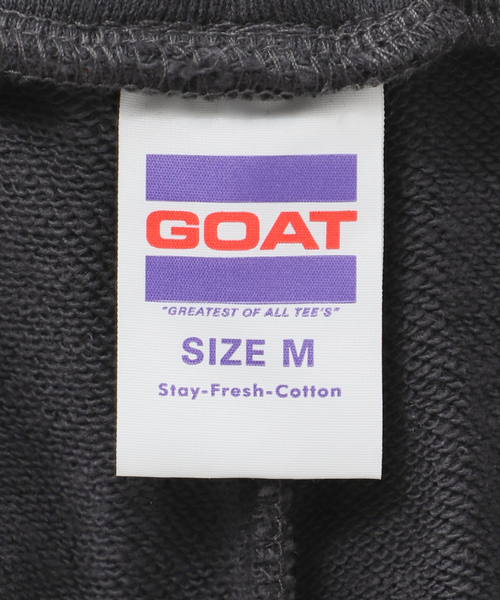 GOAT
"GREATEST OF ALL TEE'S"
SIZE M
Stay-Fresh-Cotton